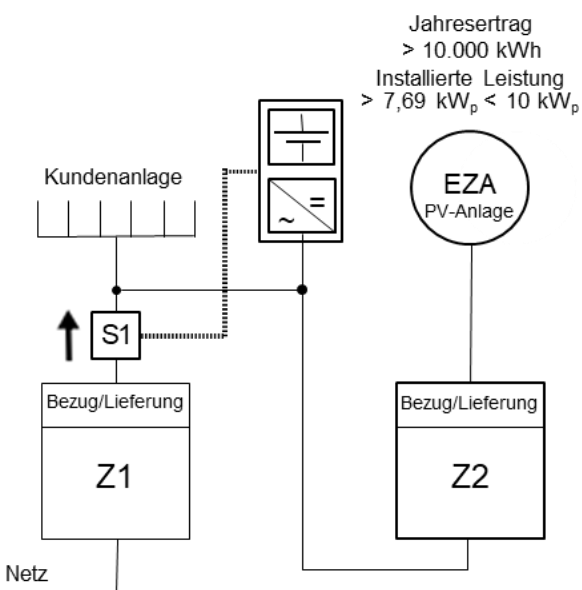 Jahresertrag
> 10.000 kWh
Installierte Leistung
> 7,69 kWp < 10 kWp
Kundenanlage
=
~
EZA
PV-Anlage
S1
Bezug/Lieferung
Z1
Bezug/Lieferung
Z2
Netz